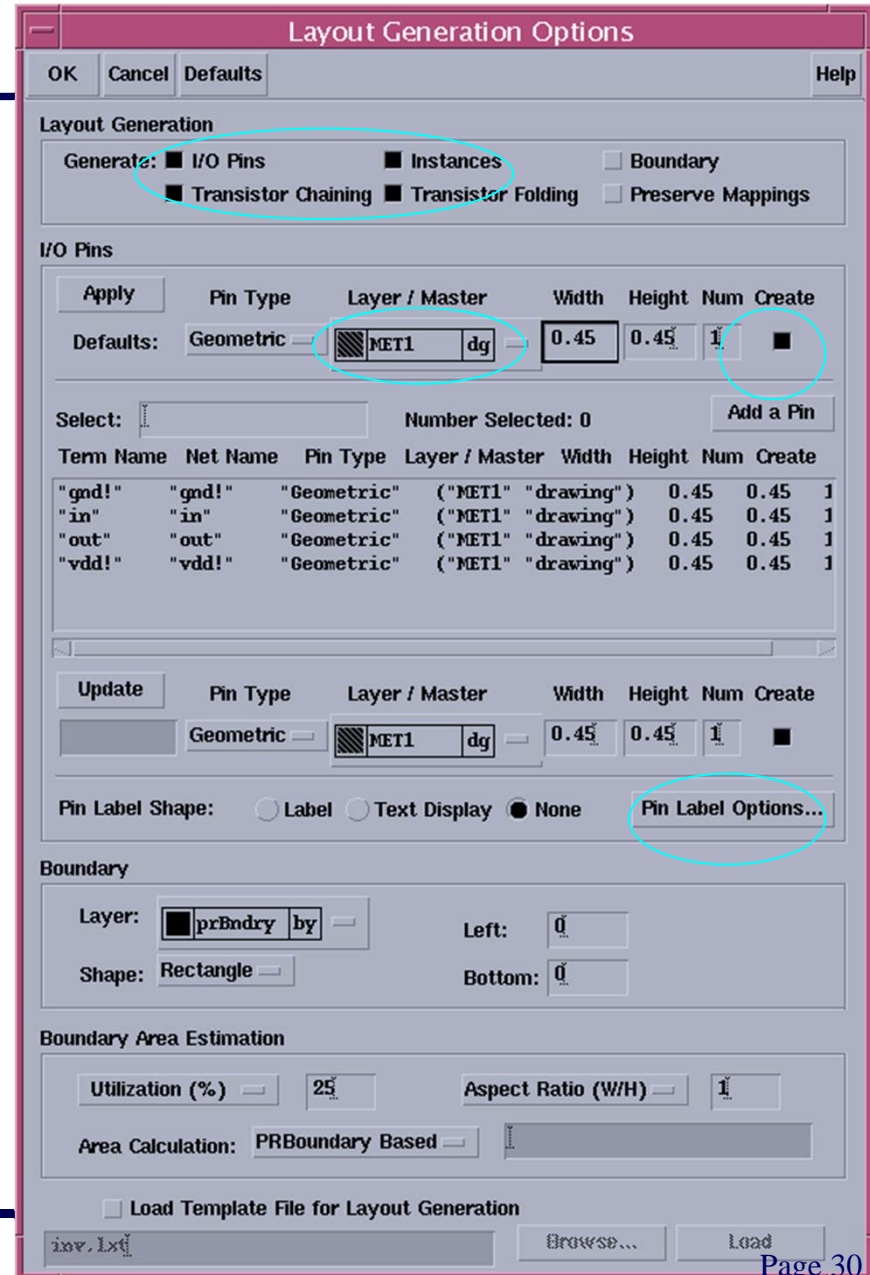 Layout Generation Options
OK Cancel Defaults Help
Layout Generation
Generate: I/O Pins Instances Boundary
Transistor Chaining Transistor Folding Preserve Mappings
I/O Pins
Apply Pin Type Layer / Master Width Height Num Create
Defaults: Geometric MET1 dg 0.45 0.45 1
Select: Number Selected: 0 Add a Pin
Term Name Net Name Pin Type Layer / Master Width Height Num Create
"gnd!" "gnd!" "Geometric" ("MET1" "drawing") 0.45 0.45 1
"in" "in" "Geometric" ("MET1" "drawing") 0.45 0.45 1
"out" "out" "Geometric" ("MET1" "drawing") 0.45 0.45 1
"vdd!" "vdd!" "Geometric" ("MET1" "drawing") 0.45 0.45 1
Update Pin Type Layer / Master Width Height Num Create
Geometric MET1 dg 0.45 0.45 1
Pin Label Shape: Label Text Display None Pin Label Options...
Boundary
Layer: prBndry by Left: 0
Shape: Rectangle Bottom: 0
Boundary Area Estimation
Utilization (%) 25 Aspect Ratio (W/H) 1
Area Calculation: PRBoundary Based
Load Template File for Layout Generation
inv.lxt Browse... Load
Page 30